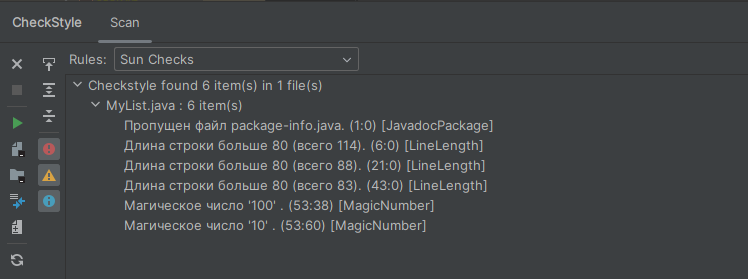 CheckStyle Scan
Rules: Sun Checks
Checkstyle found 6 item(s) in 1 file(s)
MyList.java : 6 item(s)
Пропущен файл package-info.java. (1:0) [JavadocPackage]
Длина строки больше 80 (всего 114). (6:0) [LineLength]
Длина строки больше 80 (всего 88). (21:0) [LineLength]
Длина строки больше 80 (всего 83). (43:0) [LineLength]
Магическое число '100' . (53:38) [MagicNumber]
Магическое число '10' . (53:60) [MagicNumber]